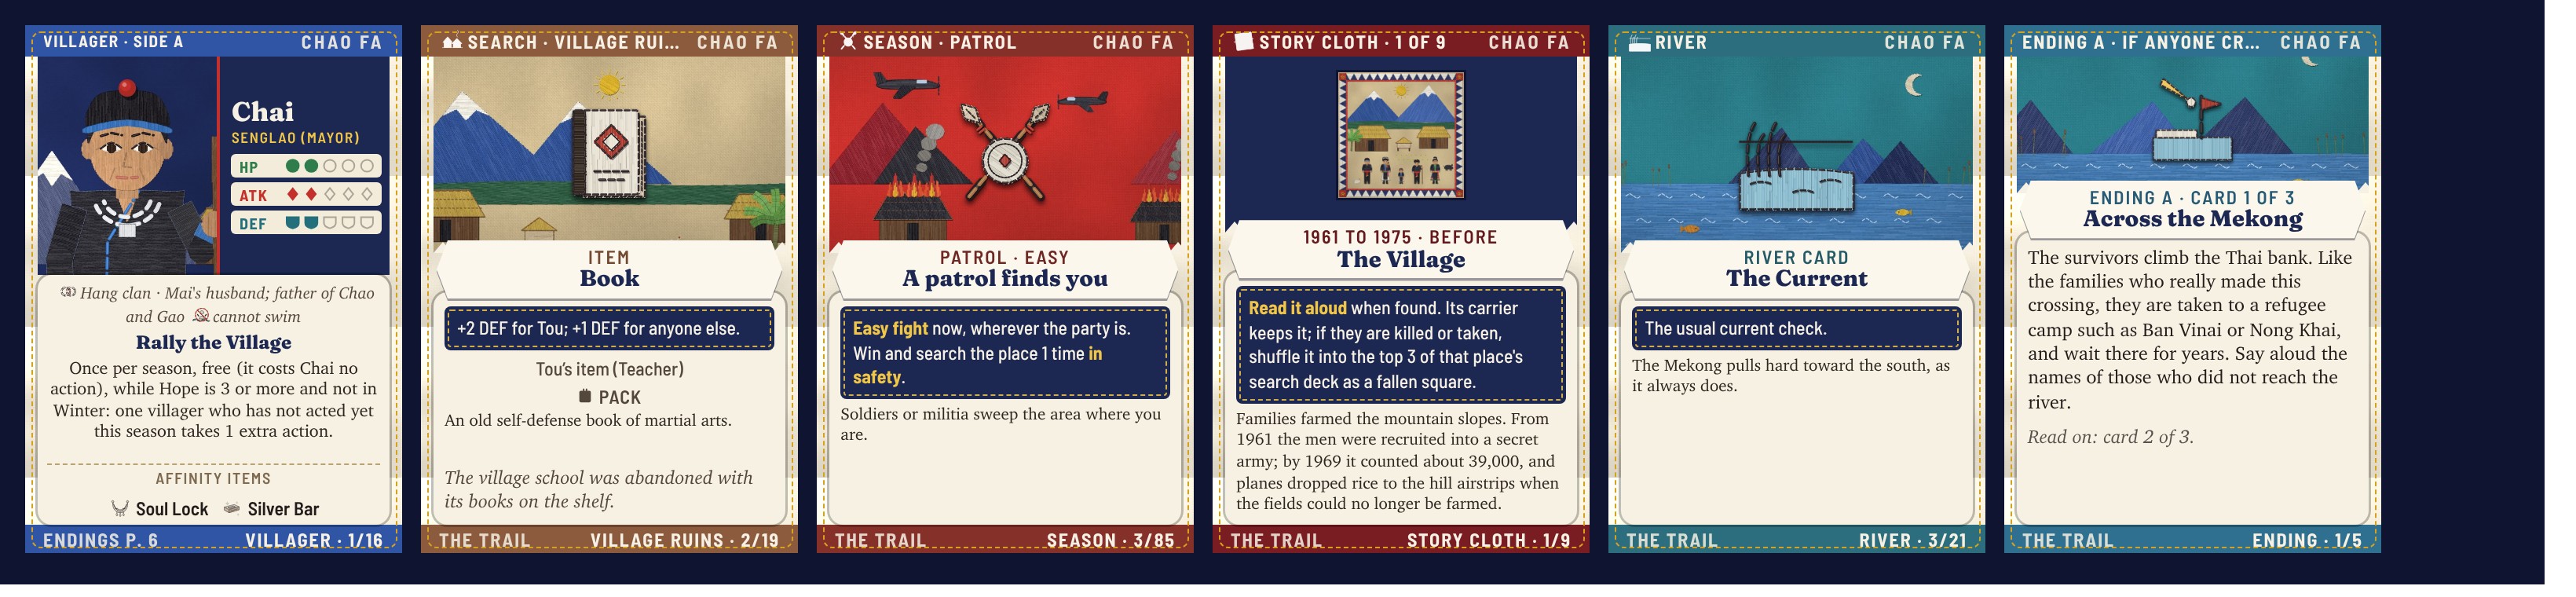 VILLAGER · SIDE A CHAO FA
Chai
SENGLAO (MAYOR)
HP
ATK
DEF
Hang clan · Mai's husband; father of Chao
and Gao cannot swim
Rally the Village
Once per season, free (it costs Chai no
action), while Hope is 3 or more and not in
Winter: one villager who has not acted yet
this season takes 1 extra action.
AFFINITY ITEMS
Soul Lock Silver Bar
ENDINGS P. 6 VILLAGER · 1/16
SEARCH · VILLAGE RUI... CHAO FA
ITEM
Book
+2 DEF for Tou; +1 DEF for anyone else.
Tou's item (Teacher)
PACK
An old self-defense book of martial arts.
The village school was abandoned with
its books on the shelf.
THE TRAIL VILLAGE RUINS · 2/19
SEASON · PATROL CHAO FA
PATROL · EASY
A patrol finds you
Easy fight now, wherever the party is.
Win and search the place 1 time in
safety.
Soldiers or militia sweep the area where you
are.
THE TRAIL SEASON · 3/85
STORY CLOTH · 1 OF 9 CHAO FA
1961 TO 1975 · BEFORE
The Village
Read it aloud when found. Its carrier
keeps it; if they are killed or taken,
shuffle it into the top 3 of that place's
search deck as a fallen square.
Families farmed the mountain slopes. From
1961 the men were recruited into a secret
army; by 1969 it counted about 39,000, and
planes dropped rice to the hill airstrips when
the fields could no longer be farmed.
THE TRAIL STORY CLOTH · 1/9
RIVER CHAO FA
RIVER CARD
The Current
The usual current check.
The Mekong pulls hard toward the south, as
it always does.
THE TRAIL RIVER · 3/21
ENDING A · IF ANYONE CR... CHAO FA
ENDING A · CARD 1 OF 3
Across the Mekong
The survivors climb the Thai bank. Like
the families who really made this
crossing, they are taken to a refugee
camp such as Ban Vinai or Nong Khai,
and wait there for years. Say aloud the
names of those who did not reach the
river.
Read on: card 2 of 3.
THE TRAIL ENDING · 1/5